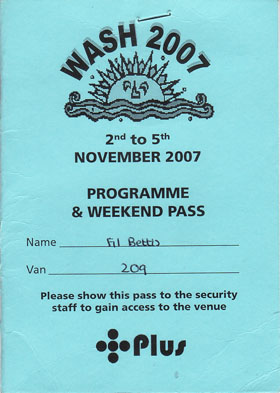 WASH 2007
2nd to 5th
NOVEMBER 2007
PROGRAMME
& WEEKEND PASS
Name Fil Bettis
Van 209
Please show this pass to the security
staff to gain access to the venue
Plus